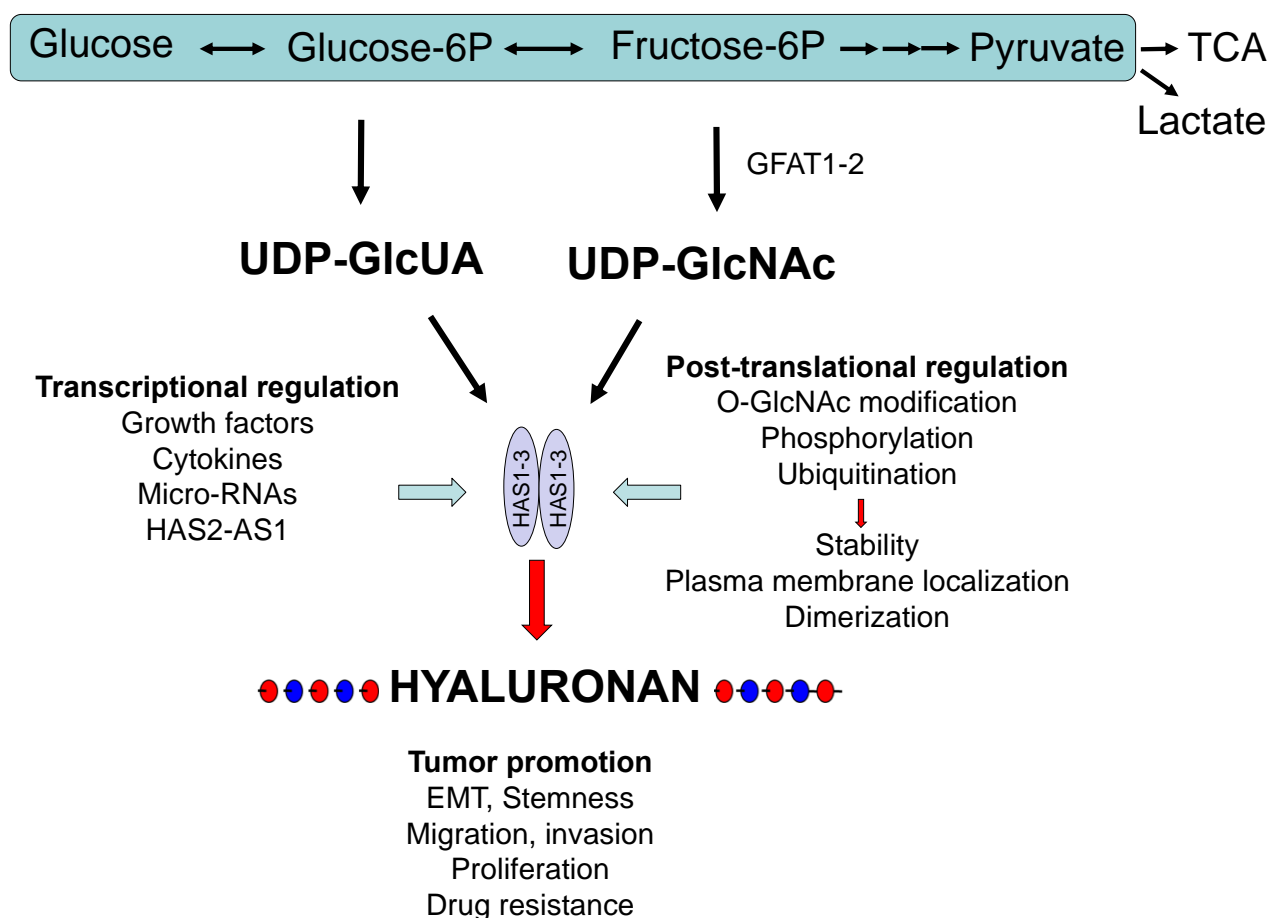 Glucose Glucose-6P Fructose-6P Pyruvate TCA
Lactate
GFAT1-2
UDP-GlcUA UDP-GlcNAc
Transcriptional regulation
Growth factors
Cytokines
Micro-RNAs
HAS2-AS1
HAS1-3 HAS1-3
Post-translational regulation
O-GlcNAc modification
Phosphorylation
Ubiquitination
Stability
Plasma membrane localization
Dimerization
HYALURONAN
Tumor promotion
EMT, Stemness
Migration, invasion
Proliferation
Drug resistance